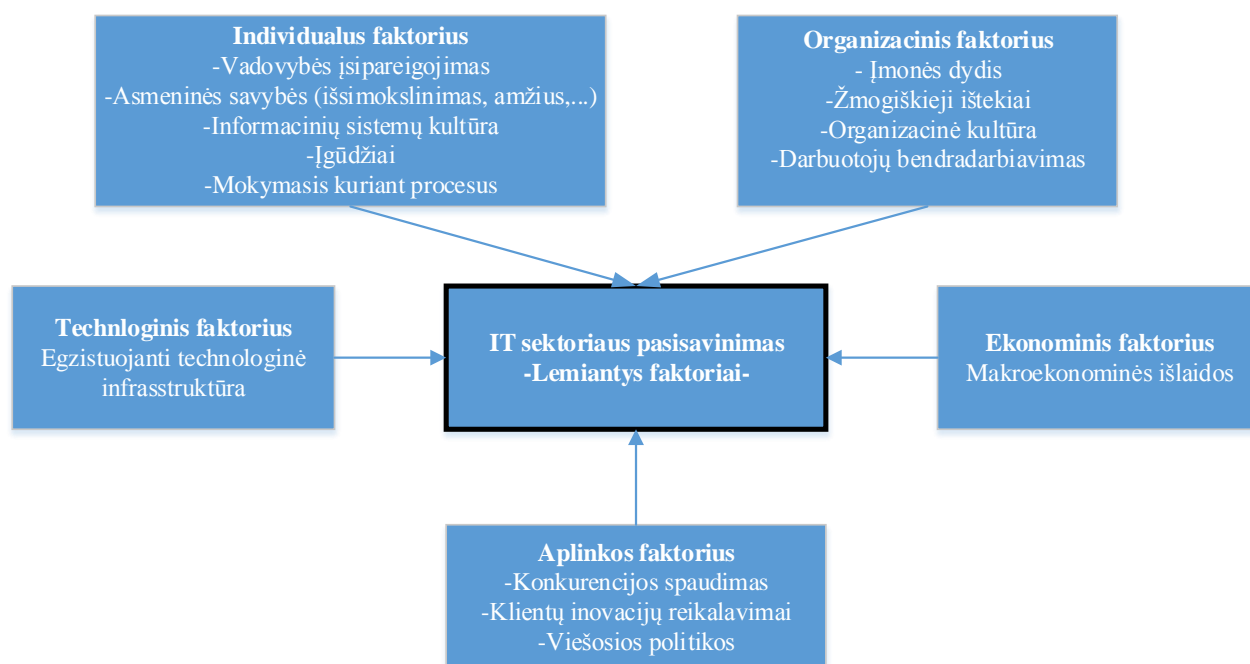 Individualus faktorius
-Vadovybės įsipareigojimas
-Asmeninės savybės (išsimokslinimas, amžius,...)
-Informacinių sistemų kultūra
-Įgūdžiai
-Mokymasis kuriant procesus
Organizacinis faktorius
- Įmonės dydis
-Žmogiškieji ištekiai
-Organizacinė kultūra
-Darbuotojų bendradarbiavimas
Technloginis faktorius
Egzistuojanti technologinė
infrasstruktūra
IT sektoriaus pasisavinimas
-Lemiantys faktoriai-
Ekonominis faktorius
Makroekonominės išlaidos
Aplinkos faktorius
-Konkurencijos spaudimas
-Klientų inovacijų reikalavimai
-Viešosios politikos